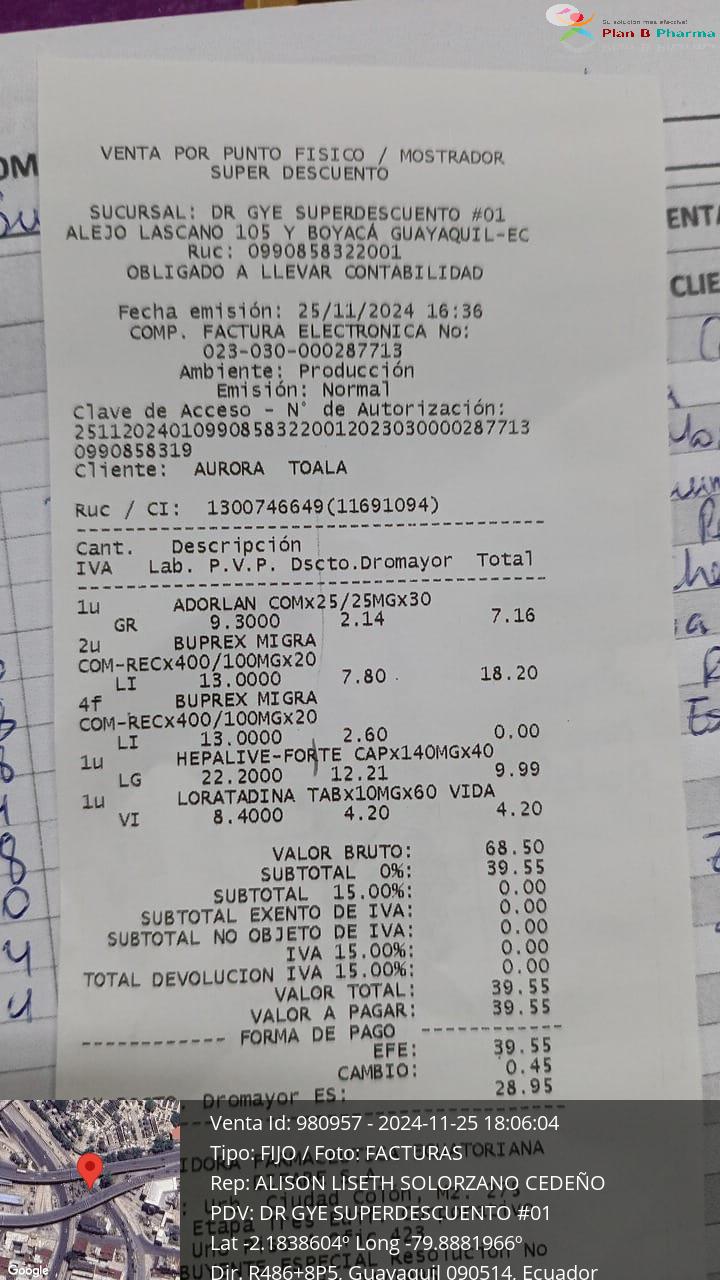 Su solución más efectiva!
Plan B Pharma
VENTA POR PUNTO FISICO / MOSTRADOR
SUPER DESCUENTO
SUCURSAL: DR GYE SUPERDESCUENTO #01
ALEJO LASCANO 105 Y BOYACÁ GUAYAQUIL-EC
Ruc: 0990858322001
OBLIGADO A LLEVAR CONTABILIDAD
Fecha emisión: 25/11/2024 16:36
COMP. FACTURA ELECTRONICA No:
023-030-000287713
Ambiente: Producción
Emisión: Normal
Clave de Acceso - N° de Autorización:
251120240109908583220012023030000287713
0990858319
Cliente: AURORA TOALA
Ruc / CI: 1300746649(11691094)
Cant. Descripción
IVA Lab. P.V.P. Dscto.Dromayor Total
1u ADORLAN COMx25/25MGx30
GR 9.3000 2.14 7.16
2u BUPREX MIGRA
COM-RECx400/100MGx20
LI 13.0000 7.80 18.20
4f BUPREX MIGRA
COM-RECx400/100MGx20
LI 13.0000 2.60 0.00
1u HEPALIVE-FORTE CAPx140MGx40
LG 22.2000 12.21 9.99
1u LORATADINA TABx10MGx60 VIDA
VI 8.4000 4.20 4.20
VALOR BRUTO: 68.50
SUBTOTAL 0%: 39.55
SUBTOTAL 15.00%: 0.00
SUBTOTAL EXENTO DE IVA: 0.00
SUBTOTAL NO OBJETO DE IVA: 0.00
IVA 15.00%: 0.00
TOTAL DEVOLUCION IVA 15.00%: 0.00
VALOR TOTAL: 39.55
VALOR A PAGAR: 39.55
FORMA DE PAGO
EFE: 39.55
CAMBIO: 0.45
Dromayor ES: 28.95
Venta Id: 980957 - 2024-11-25 18:06:04
Tipo: FIJO / Foto: FACTURAS
Rep: ALISON LISETH SOLORZANO CEDEÑO
PDV: DR GYE SUPERDESCUENTO #01
Lat -2.1838604º Long -79.8881966º
Dir. R486+8P5, Guayaquil 090514, Ecuador
Google